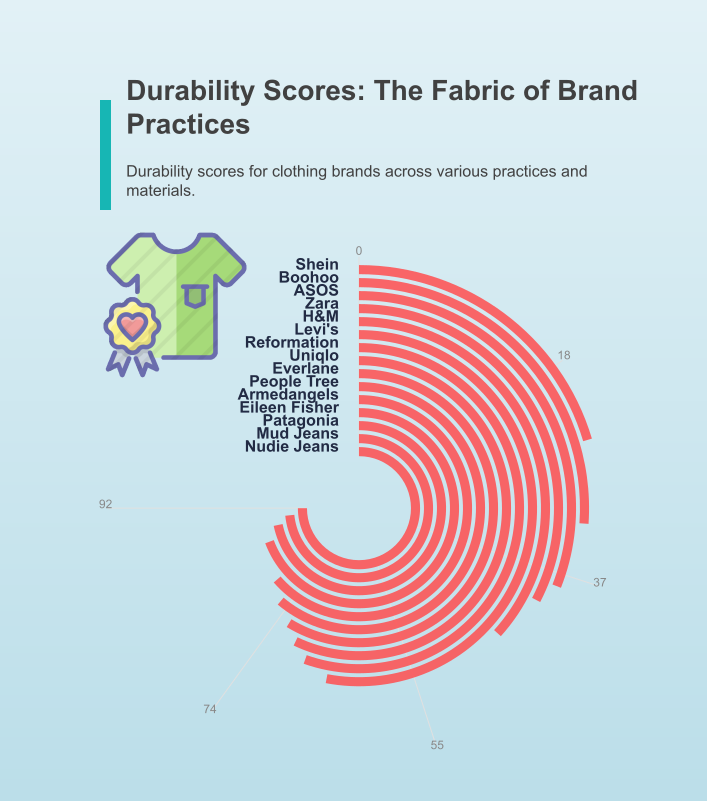 Durability Scores: The Fabric of Brand
Practices
Durability scores for clothing brands across various practices and
materials.
0
Shein
Boohoo
ASOS
Zara
H&M
Levi's
Reformation
Uniqlo
Everlane
People Tree
Armedangels
Eileen Fisher
Patagonia
Mud Jeans
Nudie Jeans
18
92
37
74
55